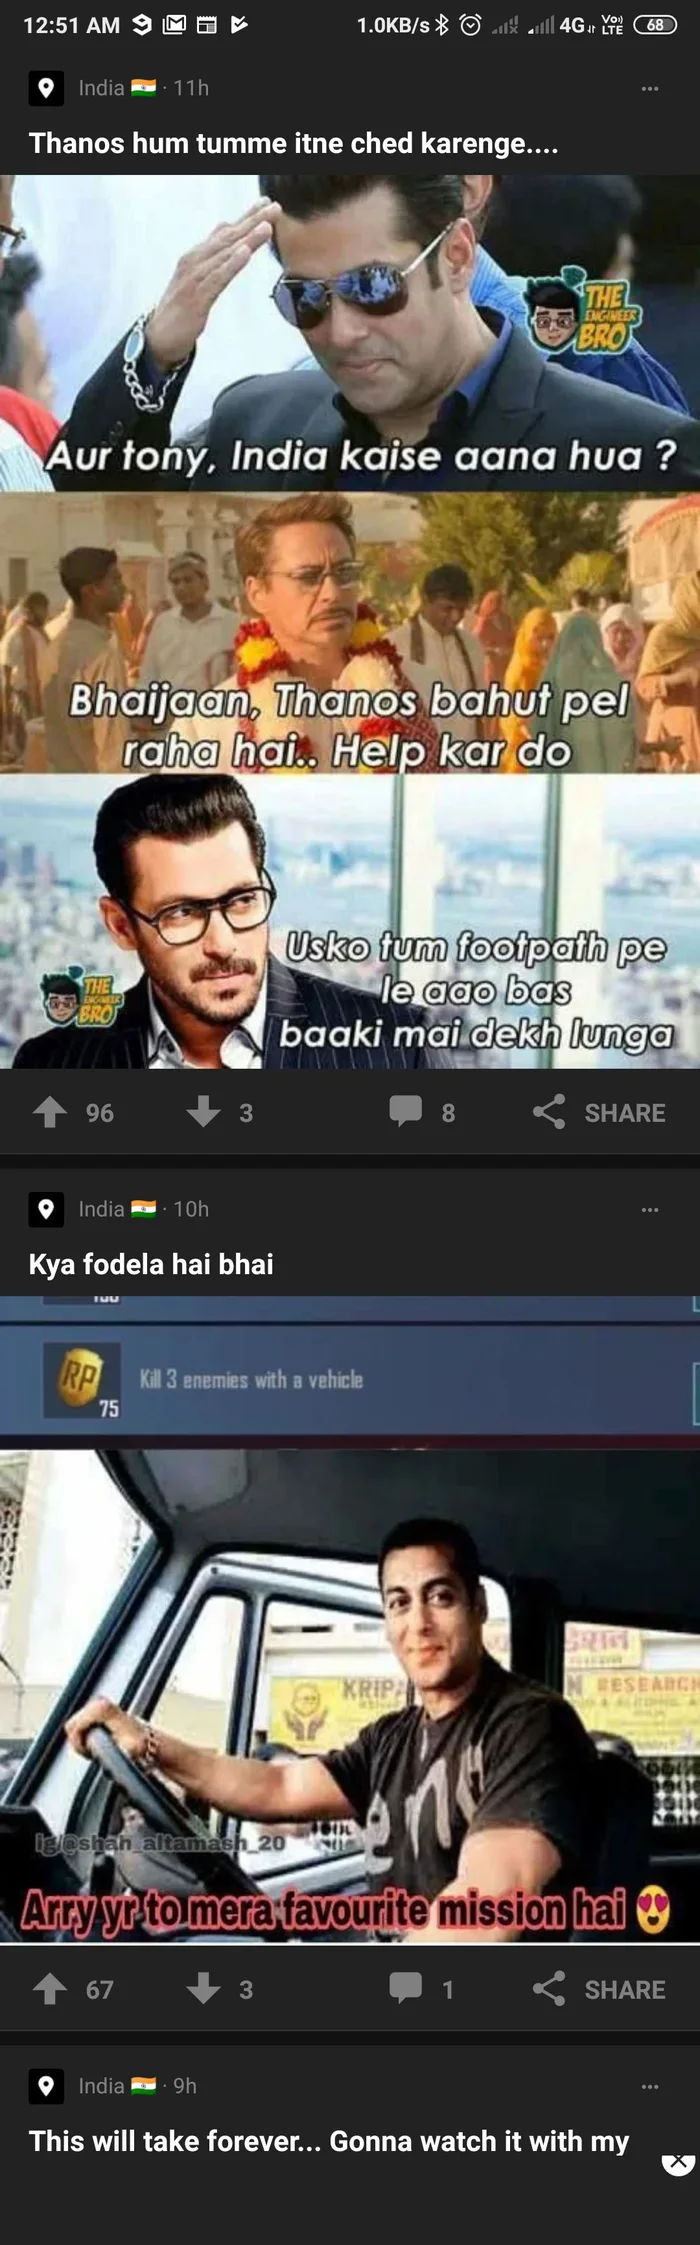 12:51 AM
1.0KB/s 4G Vo) LTE 68
India 🇮🇳 · 11h
Thanos hum tumme itne ched karenge....
THE
ENGINEER
BRO
Aur tony, India kaise aana hua ?
Bhaijaan, Thanos bahut pel
raha hai.. Help kar do
Usko tum footpath pe
le aao bas
baaki mai dekh lunga
THE
ENGINEER
BRO
96 3 8 SHARE
India 🇮🇳 · 10h
Kya fodela hai bhai
RP
75
Kill 3 enemies with a vehicle
KRIPA
RESEARCH
ig/@shah_altamash_20
Arry yr to mera favourite mission hai 😍
67 3 1 SHARE
India 🇮🇳 · 9h
This will take forever... Gonna watch it with my